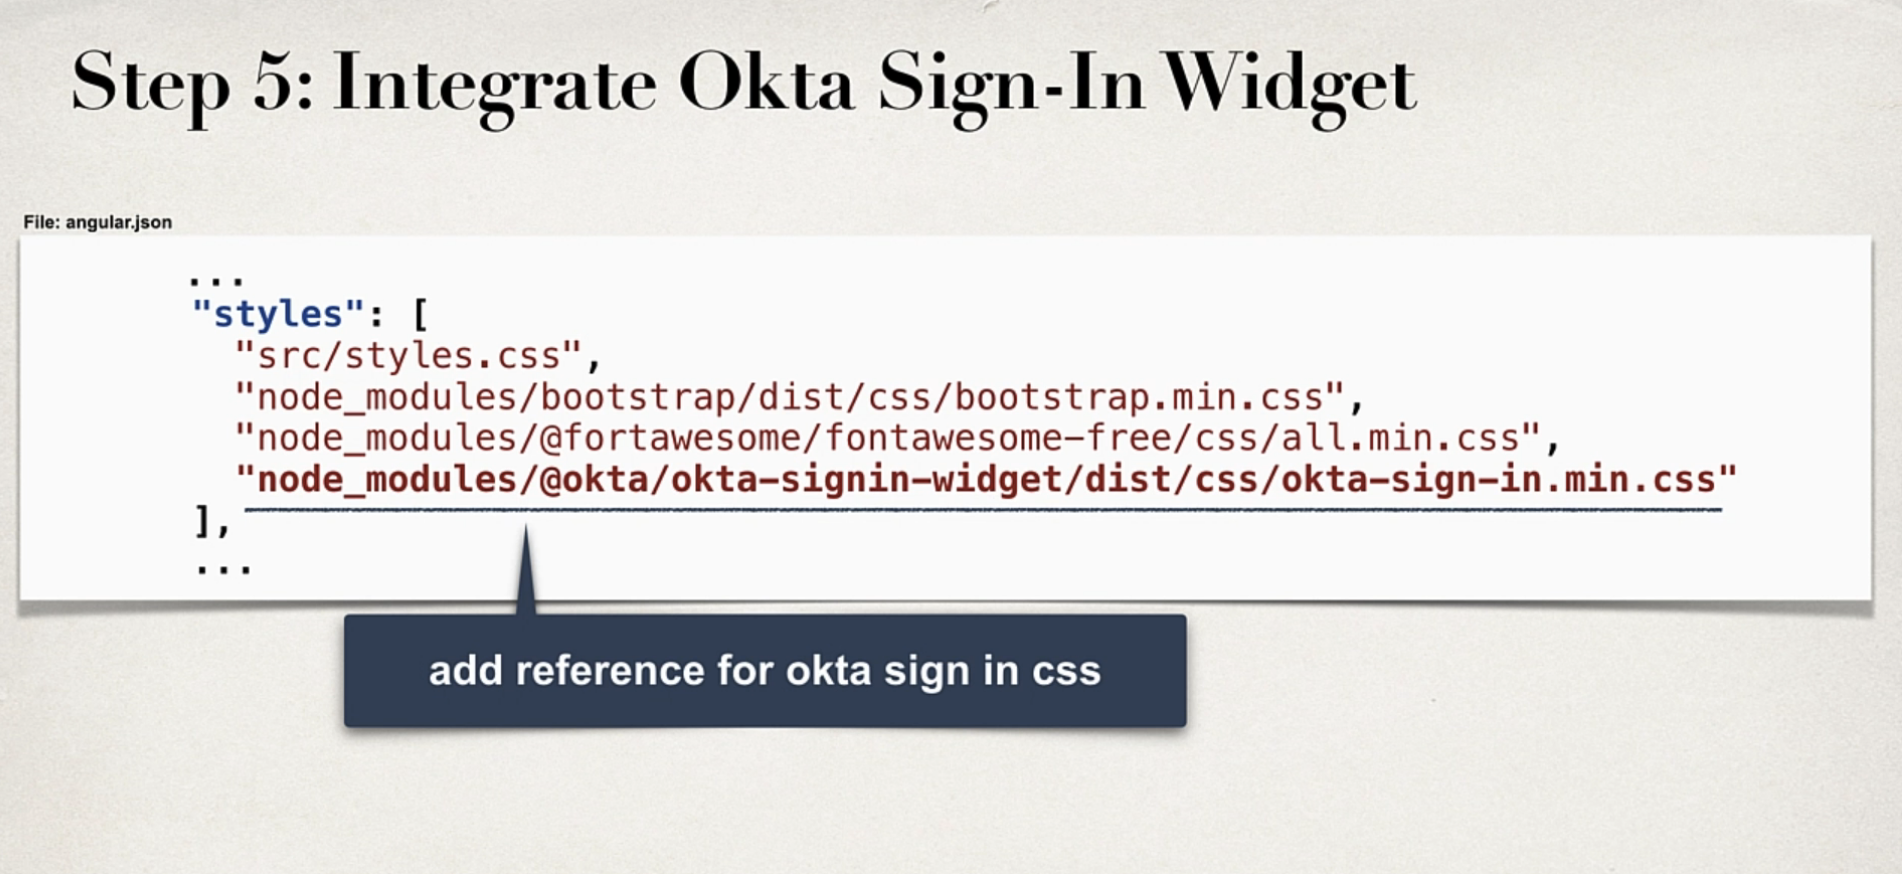 Step 5: Integrate Okta Sign-In Widget
File: angular.json
...
"styles": [
"src/styles.css",
"node_modules/bootstrap/dist/css/bootstrap.min.css",
"node_modules/@fortawesome/fontawesome-free/css/all.min.css",
"node_modules/@okta/okta-signin-widget/dist/css/okta-sign-in.min.css"
],
...
add reference for okta sign in css